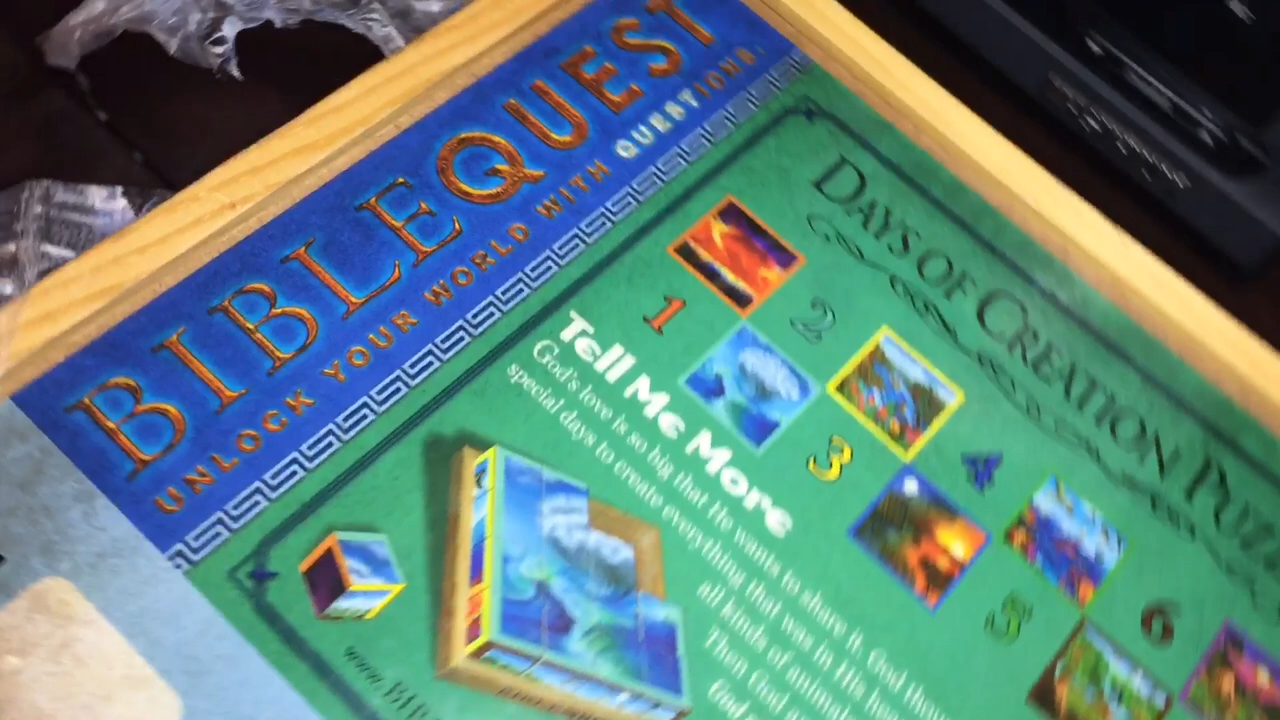 BIBLEQUEST
UNLOCK YOUR WORLD WITH QUESTIONS.
DAYS OF CREATION
1
2
3
4
5
6
Tell Me More
God's love is so big that He wants to share it. God
special days to create everything that was in His
all kinds of
Then God
God